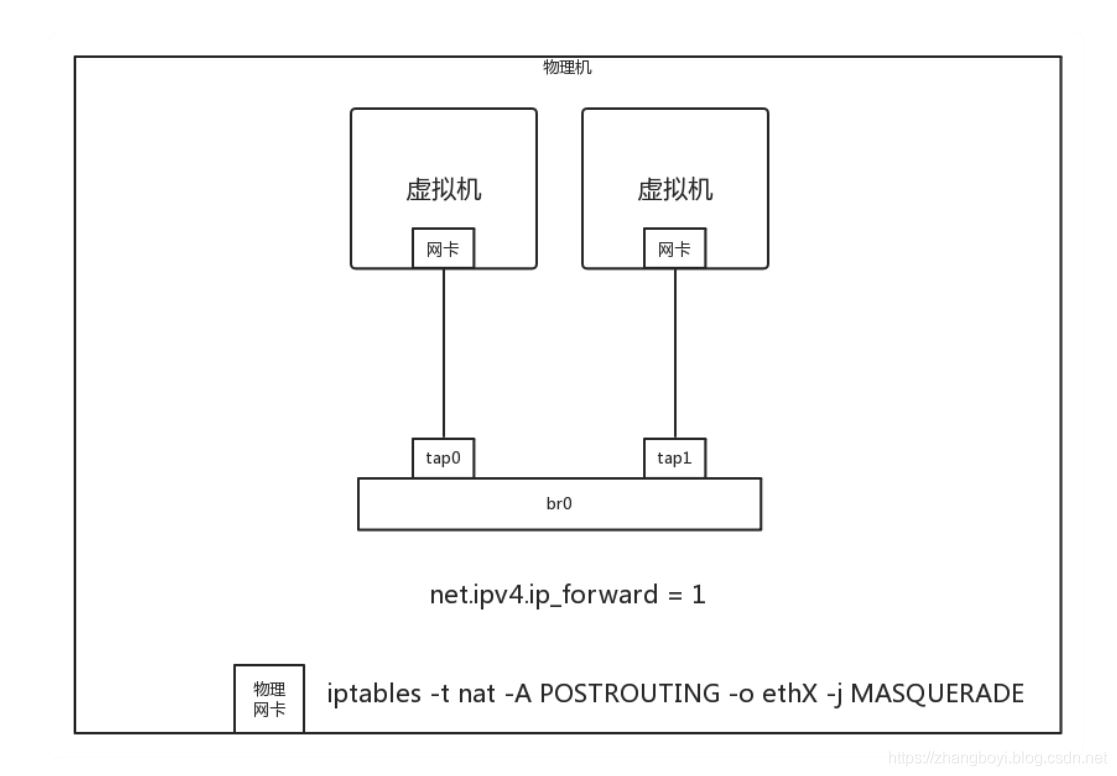 物理机
虚拟机
虚拟机
网卡
网卡
tap0
tap1
br0
net.ipv4.ip_forward = 1
物理
网卡
iptables -t nat -A POSTROUTING -o ethX -j MASQUERADE
https://zhangboyi.blog.csdn.net